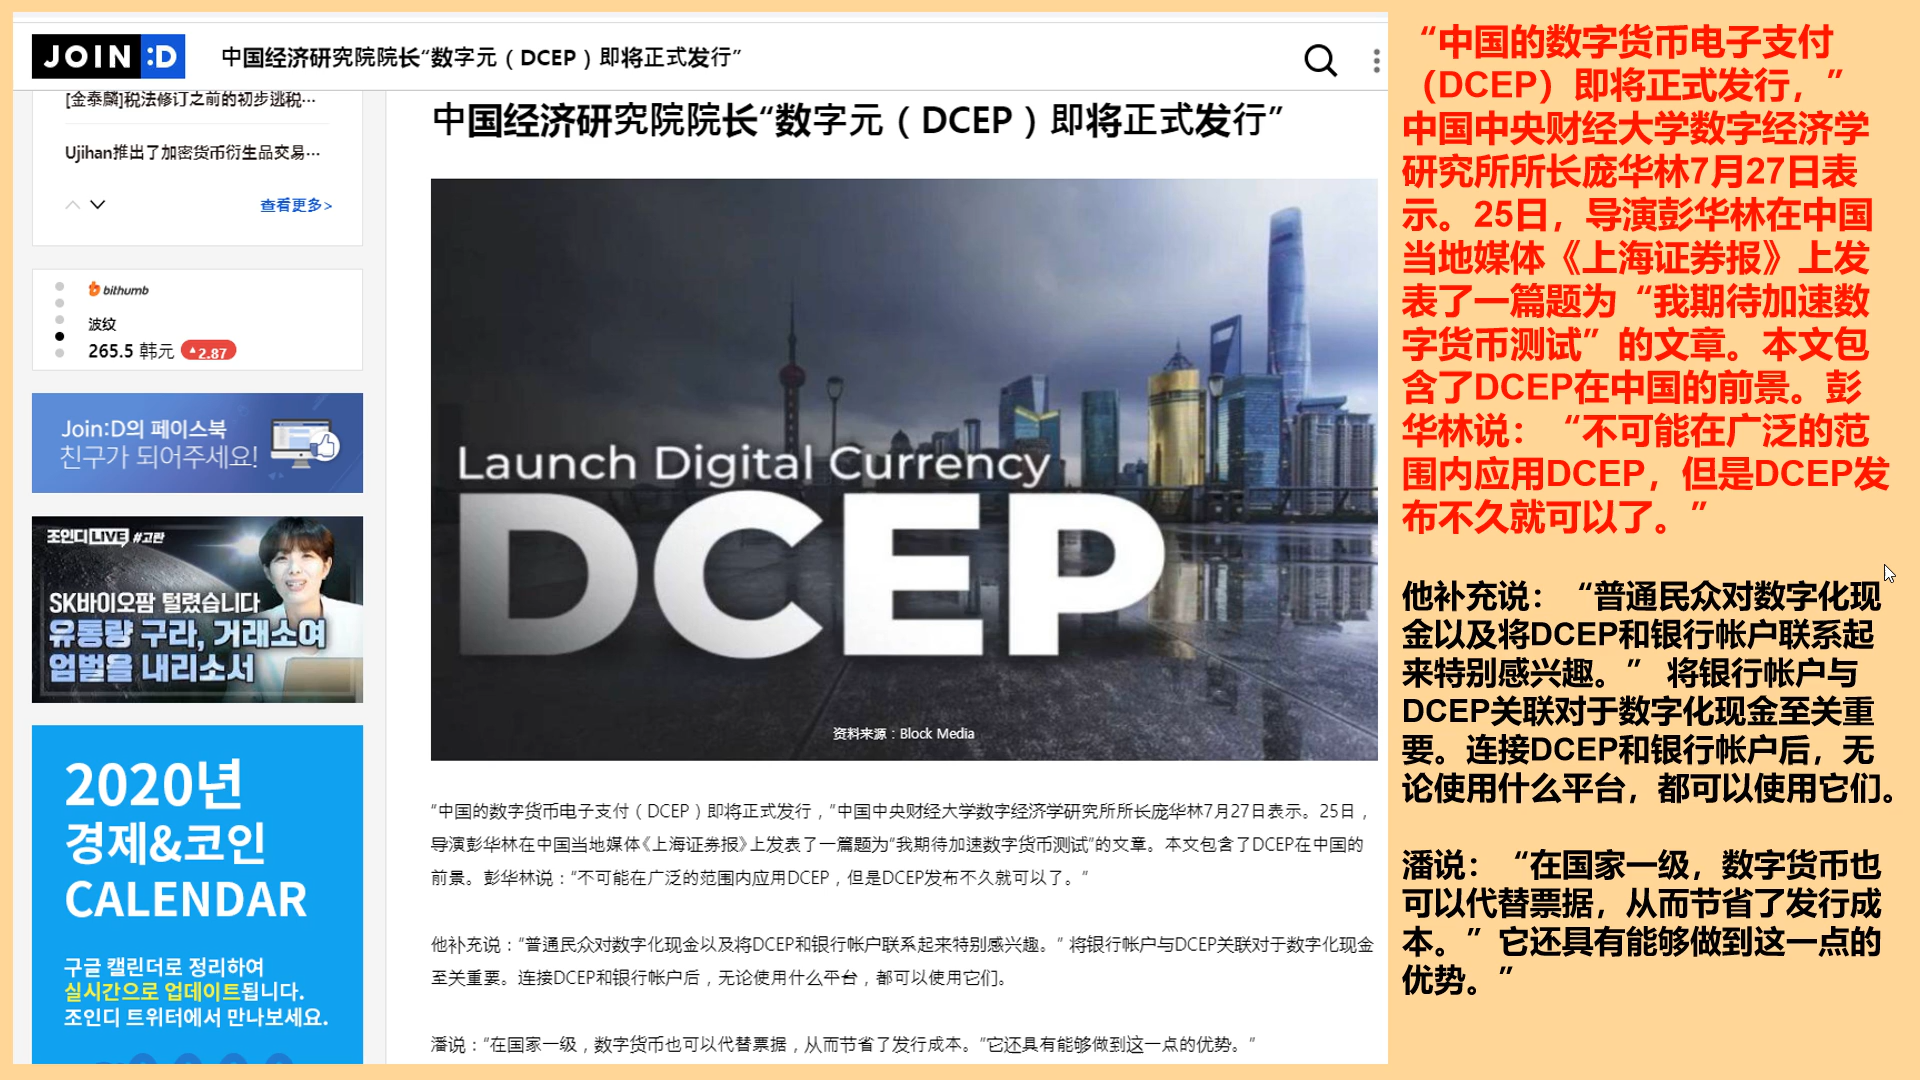 JOIN :D
中国经济研究院院长“数字元（DCEP）即将正式发行”
[金泰麟]税法修订之前的初步逃税…
Ujihan推出了加密货币衍生品交易…
查看更多>
bithumb
波纹
265.5 韩元 ▲2.87
Join:D의 페이스북
친구가 되어주세요!
조인디 LIVE #고란
SK바이오팜 털렸습니다
유통량 구라, 거래소여
엄벌을 내리소서
2020년
경제&코인
CALENDAR
구글 캘린더로 정리하여
실시간으로 업데이트됩니다.
조인디 트위터에서 만나보세요.
中国经济研究院院长“数字元（DCEP）即将正式发行”
Launch Digital Currency
DCEP
资料来源：Block Media
“中国的数字货币电子支付（DCEP）即将正式发行，“中国中央财经大学数字经济学研究所所长庞华林7月27日表示。25日，
导演彭华林在中国当地媒体《上海证券报》上发表了一篇题为“我期待加速数字货币测试”的文章。本文包含了DCEP在中国的
前景。彭华林说：“不可能在广泛的范围内应用DCEP，但是DCEP发布不久就可以了。”
他补充说：“普通民众对数字化现金以及将DCEP和银行帐户联系起来特别感兴趣。” 将银行帐户与DCEP关联对于数字化现金
至关重要。连接DCEP和银行帐户后，无论使用什么平台，都可以使用它们。
潘说：“在国家一级，数字货币也可以代替票据，从而节省了发行成本。”它还具有能够做到这一点的优势。”
“中国的数字货币电子支付
（DCEP）即将正式发行，”
中国中央财经大学数字经济学
研究所所长庞华林7月27日表
示。25日，导演彭华林在中国
当地媒体《上海证券报》上发
表了一篇题为“我期待加速数
字货币测试”的文章。本文包
含了DCEP在中国的前景。彭
华林说：“不可能在广泛的范
围内应用DCEP，但是DCEP发
布不久就可以了。”
他补充说：“普通民众对数字化现
金以及将DCEP和银行帐户联系起
来特别感兴趣。” 将银行帐户与
DCEP关联对于数字化现金至关重
要。连接DCEP和银行帐户后，无
论使用什么平台，都可以使用它们。
潘说：“在国家一级，数字货币也
可以代替票据，从而节省了发行成
本。”它还具有能够做到这一点的
优势。”